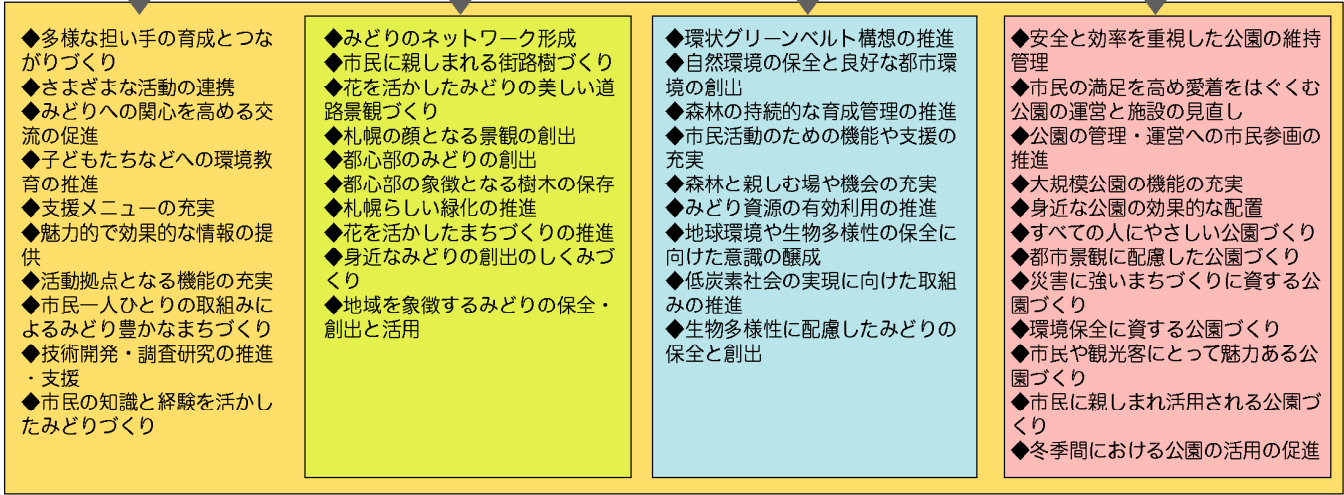 ◆多様な担い手の育成とつな
がりづくり
◆さまざまな活動の連携
◆みどりへの関心を高める交
流の促進
◆子どもたちなどへの環境教
育の推進
◆支援メニューの充実
◆魅力的で効果的な情報の提
供
◆活動拠点となる機能の充実
◆市民一人ひとりの取組みに
よるみどり豊かなまちづくり
◆技術開発・調査研究の推進
・支援
◆市民の知識と経験を活かし
たみどりづくり
◆みどりのネットワーク形成
◆市民に親しまれる街路樹づくり
◆花を活かしたみどりの美しい道
路景観づくり
◆札幌の顔となる景観の創出
◆都心部のみどりの創出
◆都心部の象徴となる樹木の保存
◆札幌らしい緑化の推進
◆花を活かしたまちづくりの推進
◆身近なみどりの創出のしくみづ
くり
◆地域を象徴するみどりの保全・
創出と活用
◆環状グリーンベルト構想の推進
◆自然環境の保全と良好な都市環
境の創出
◆森林の持続的な育成管理の推進
◆市民活動のための機能や支援の
充実
◆森林と親しむ場や機会の充実
◆みどり資源の有効利用の推進
◆地球環境や生物多様性の保全に
向けた意識の醸成
◆低炭素社会の実現に向けた取組
みの推進
◆生物多様性に配慮したみどりの
保全と創出
◆安全と効率を重視した公園の維持
管理
◆市民の満足を高め愛着をはぐくむ
公園の運営と施設の見直し
◆公園の管理・運営への市民参画の
推進
◆大規模公園の機能の充実
◆身近な公園の効果的な配置
◆すべての人にやさしい公園づくり
◆都市景観に配慮した公園づくり
◆災害に強いまちづくりに資する公
園づくり
◆環境保全に資する公園づくり
◆市民や観光客にとって魅力ある公
園づくり
◆市民に親しまれ活用される公園づ
くり
◆冬季間における公園の活用の促進